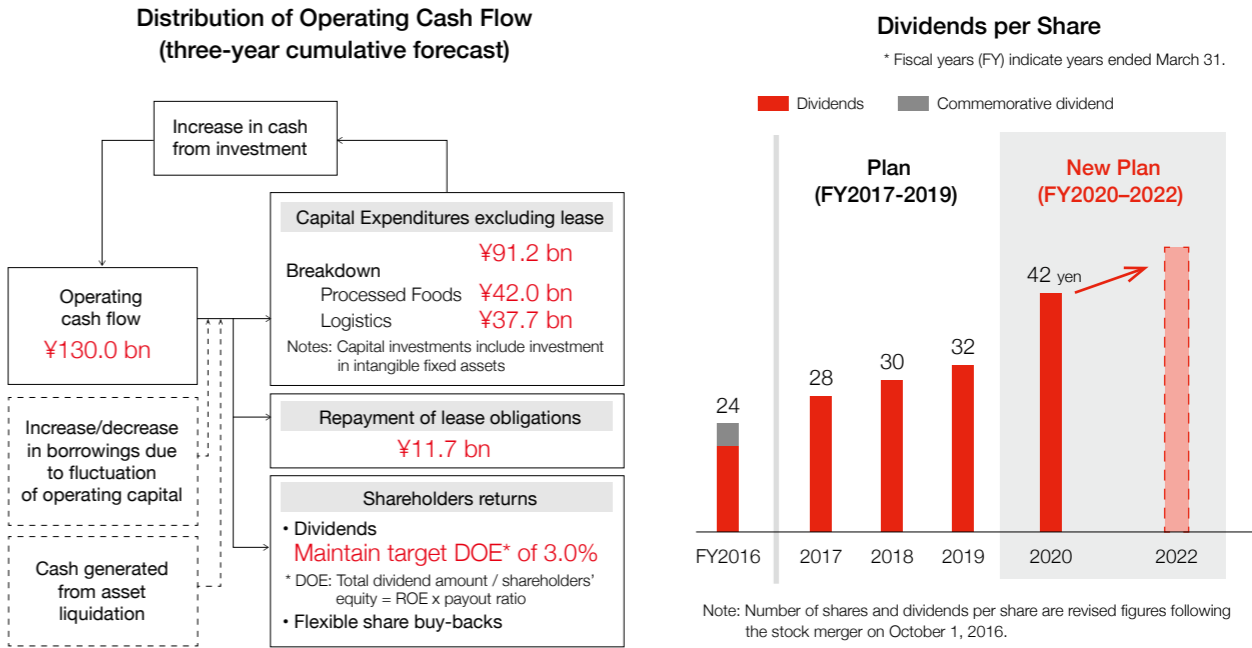 Distribution of Operating Cash Flow
(three-year cumulative forecast)
Increase in cash
from investment
Operating
cash flow
¥130.0 bn
Increase/decrease
in borrowings due
to fluctuation
of operating capital
Cash generated
from asset
liquidation
Capital Expenditures excluding lease
¥91.2 bn
Breakdown
Processed Foods ¥42.0 bn
Logistics ¥37.7 bn
Notes: Capital investments include investment
in intangible fixed assets
Repayment of lease obligations
¥11.7 bn
Shareholders returns
• Dividends
Maintain target DOE* of 3.0%
* DOE: Total dividend amount / shareholders'
equity = ROE x payout ratio
• Flexible share buy-backs
Dividends per Share
* Fiscal years (FY) indicate years ended March 31.
Dividends Commemorative dividend
Plan
(FY2017-2019)
New Plan
(FY2020–2022)
24
28
30
32
42 yen
FY2016 2017 2018 2019 2020 2022
Note: Number of shares and dividends per share are revised figures following
the stock merger on October 1, 2016.